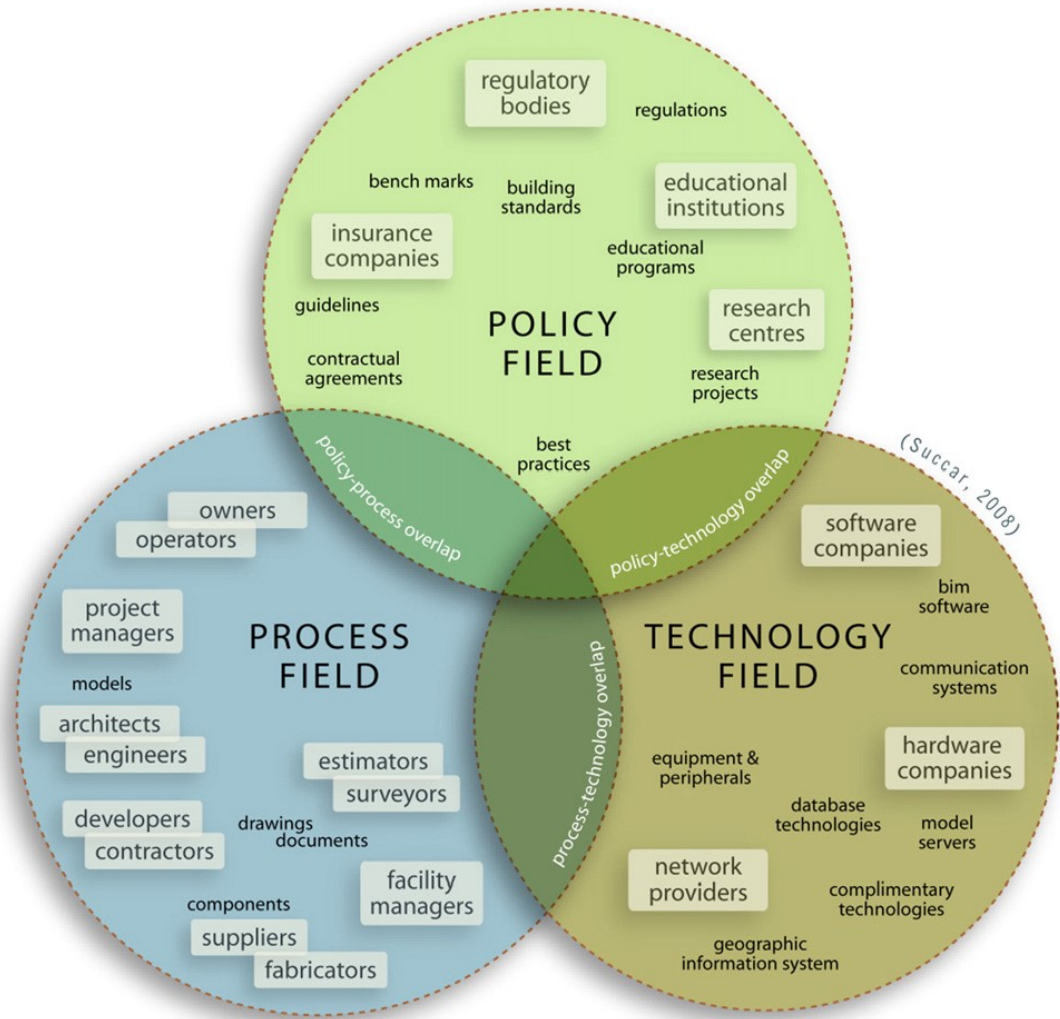 regulatory
bodies
regulations
bench marks
building
standards
educational
institutions
insurance
companies
educational
programs
guidelines
research
centres
POLICY
FIELD
contractual
agreements
research
projects
best
practices
policy-process overlap
policy-technology overlap
(Succar, 2008)
owners
operators
project
managers
PROCESS
FIELD
models
architects
engineers
estimators
surveyors
developers
contractors
drawings
documents
facility
managers
components
suppliers
fabricators
process-technology overlap
software
companies
bim
software
TECHNOLOGY
FIELD
communication
systems
equipment &
peripherals
hardware
companies
database
technologies
model
servers
network
providers
complimentary
technologies
geographic
information system